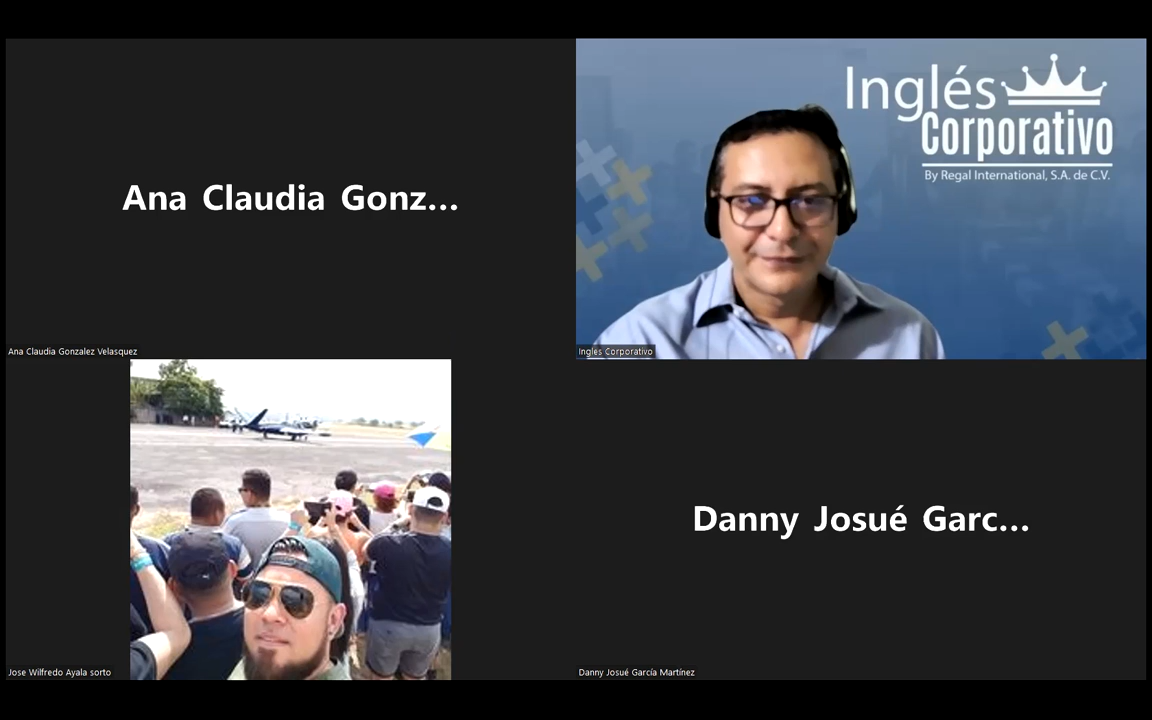 Ana Claudia Gonz...
Inglés
Corporativo
By Regal International, S.A. de C.V.
Ana Claudia Gonzalez Velasquez
Ingles Corporativo
Danny Josué Garc...
Jose Wilfredo Ayala sorto
Danny Josué García Martínez